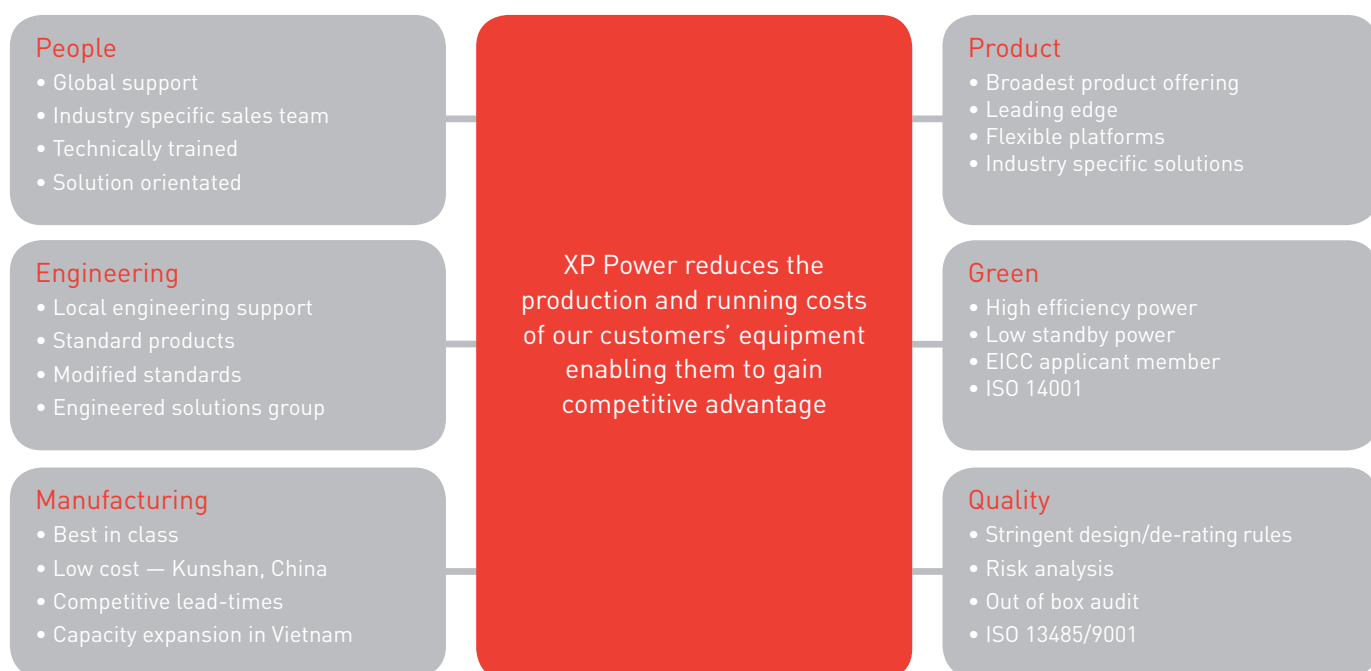 People
• Global support
• Industry specific sales team
• Technically trained
• Solution orientated
Engineering
• Local engineering support
• Standard products
• Modified standards
• Engineered solutions group
Manufacturing
• Best in class
• Low cost — Kunshan, China
• Competitive lead-times
• Capacity expansion in Vietnam
XP Power reduces the
production and running costs
of our customers’ equipment
enabling them to gain
competitive advantage
Product
• Broadest product offering
• Leading edge
• Flexible platforms
• Industry specific solutions
Green
• High efficiency power
• Low standby power
• EICC applicant member
• ISO 14001
Quality
• Stringent design/de-rating rules
• Risk analysis
• Out of box audit
• ISO 13485/9001